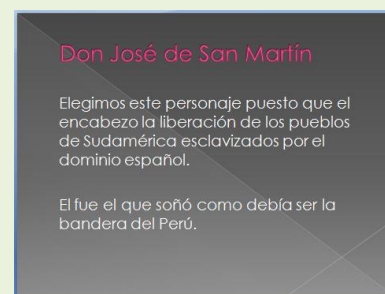 Don José de San Martín
Elegimos este personaje puesto que el
encabezo la liberación de los pueblos
de Sudamérica esclavizados por el
dominio español.
El fue el que soñó como debía ser la
bandera del Perú.